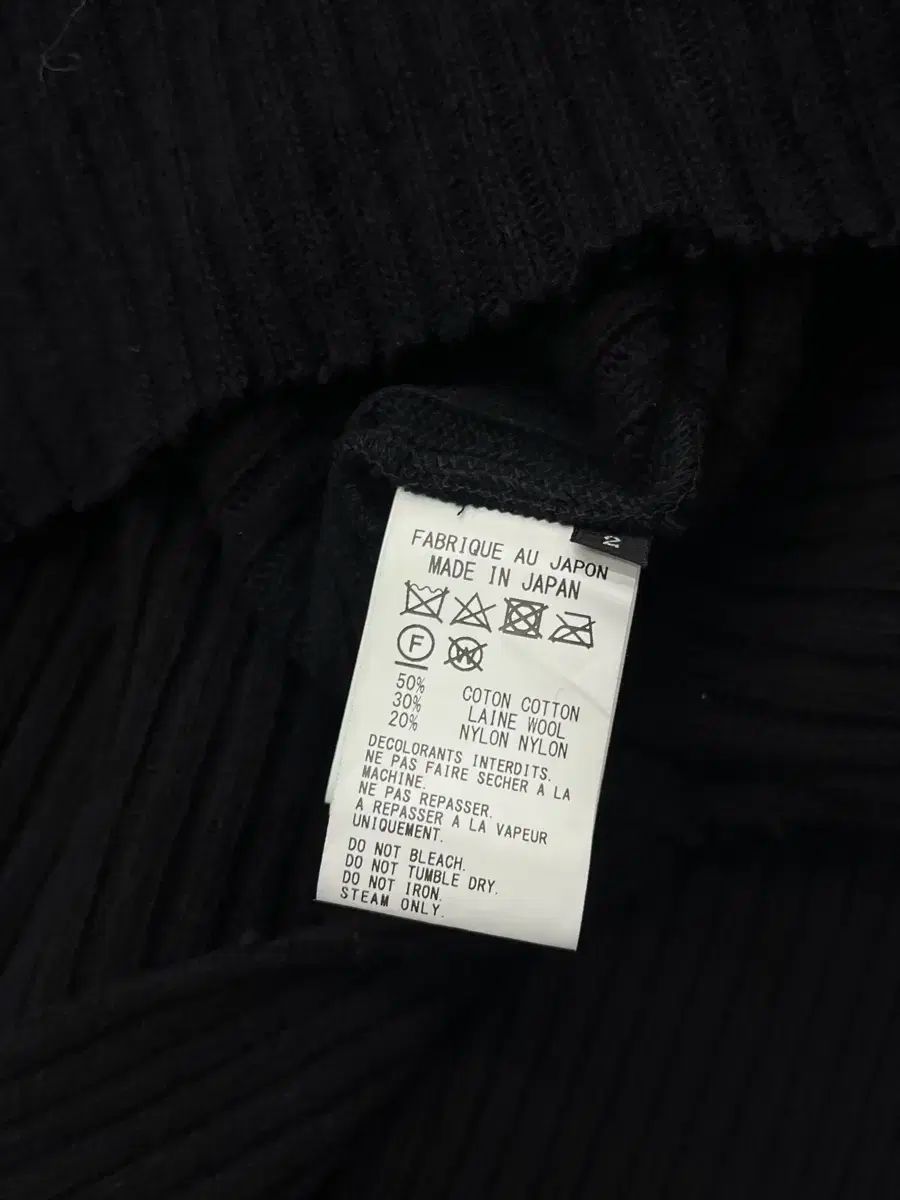 2
FABRIQUE AU JAPON
MADE IN JAPAN
F W
50% COTON COTTON
30% LAINE WOOL
20% NYLON NYLON
DECOLORANTS INTERDITS.
NE PAS FAIRE SECHER A LA
MACHINE.
NE PAS REPASSER.
A REPASSER A LA VAPEUR
UNIQUEMENT.
DO NOT BLEACH.
DO NOT TUMBLE DRY.
DO NOT IRON.
STEAM ONLY.